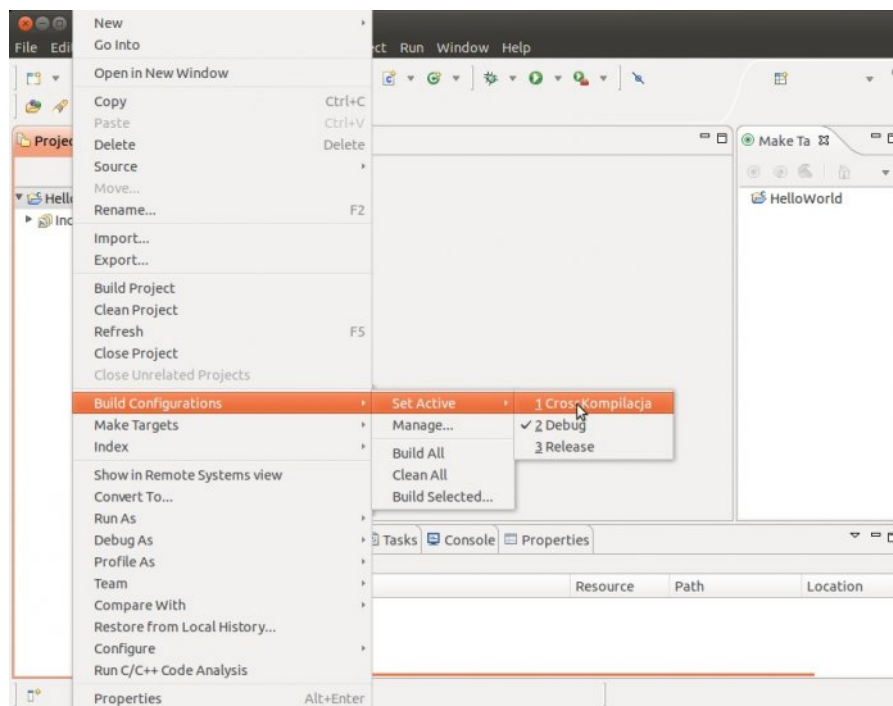 File Edi
ct Run Window Help
New
Go Into
Open in New Window
Copy Ctrl+C
Paste Ctrl+V
Delete Delete
Source
Move...
Rename... F2
Import...
Export...
Build Project
Clean Project
Refresh F5
Close Project
Close Unrelated Projects
Build Configurations
Make Targets
Index
Show in Remote Systems view
Convert To...
Run As
Debug As
Profile As
Team
Compare With
Restore from Local History...
Configure
Run C/C++ Code Analysis
Properties Alt+Enter
Set Active
Manage...
Build All
Clean All
Build Selected...
1 CrossKompilacja
2 Debug
3 Release
Projec
Hell
Inc
Make Ta
HelloWorld
Tasks Console Properties
Resource Path Location